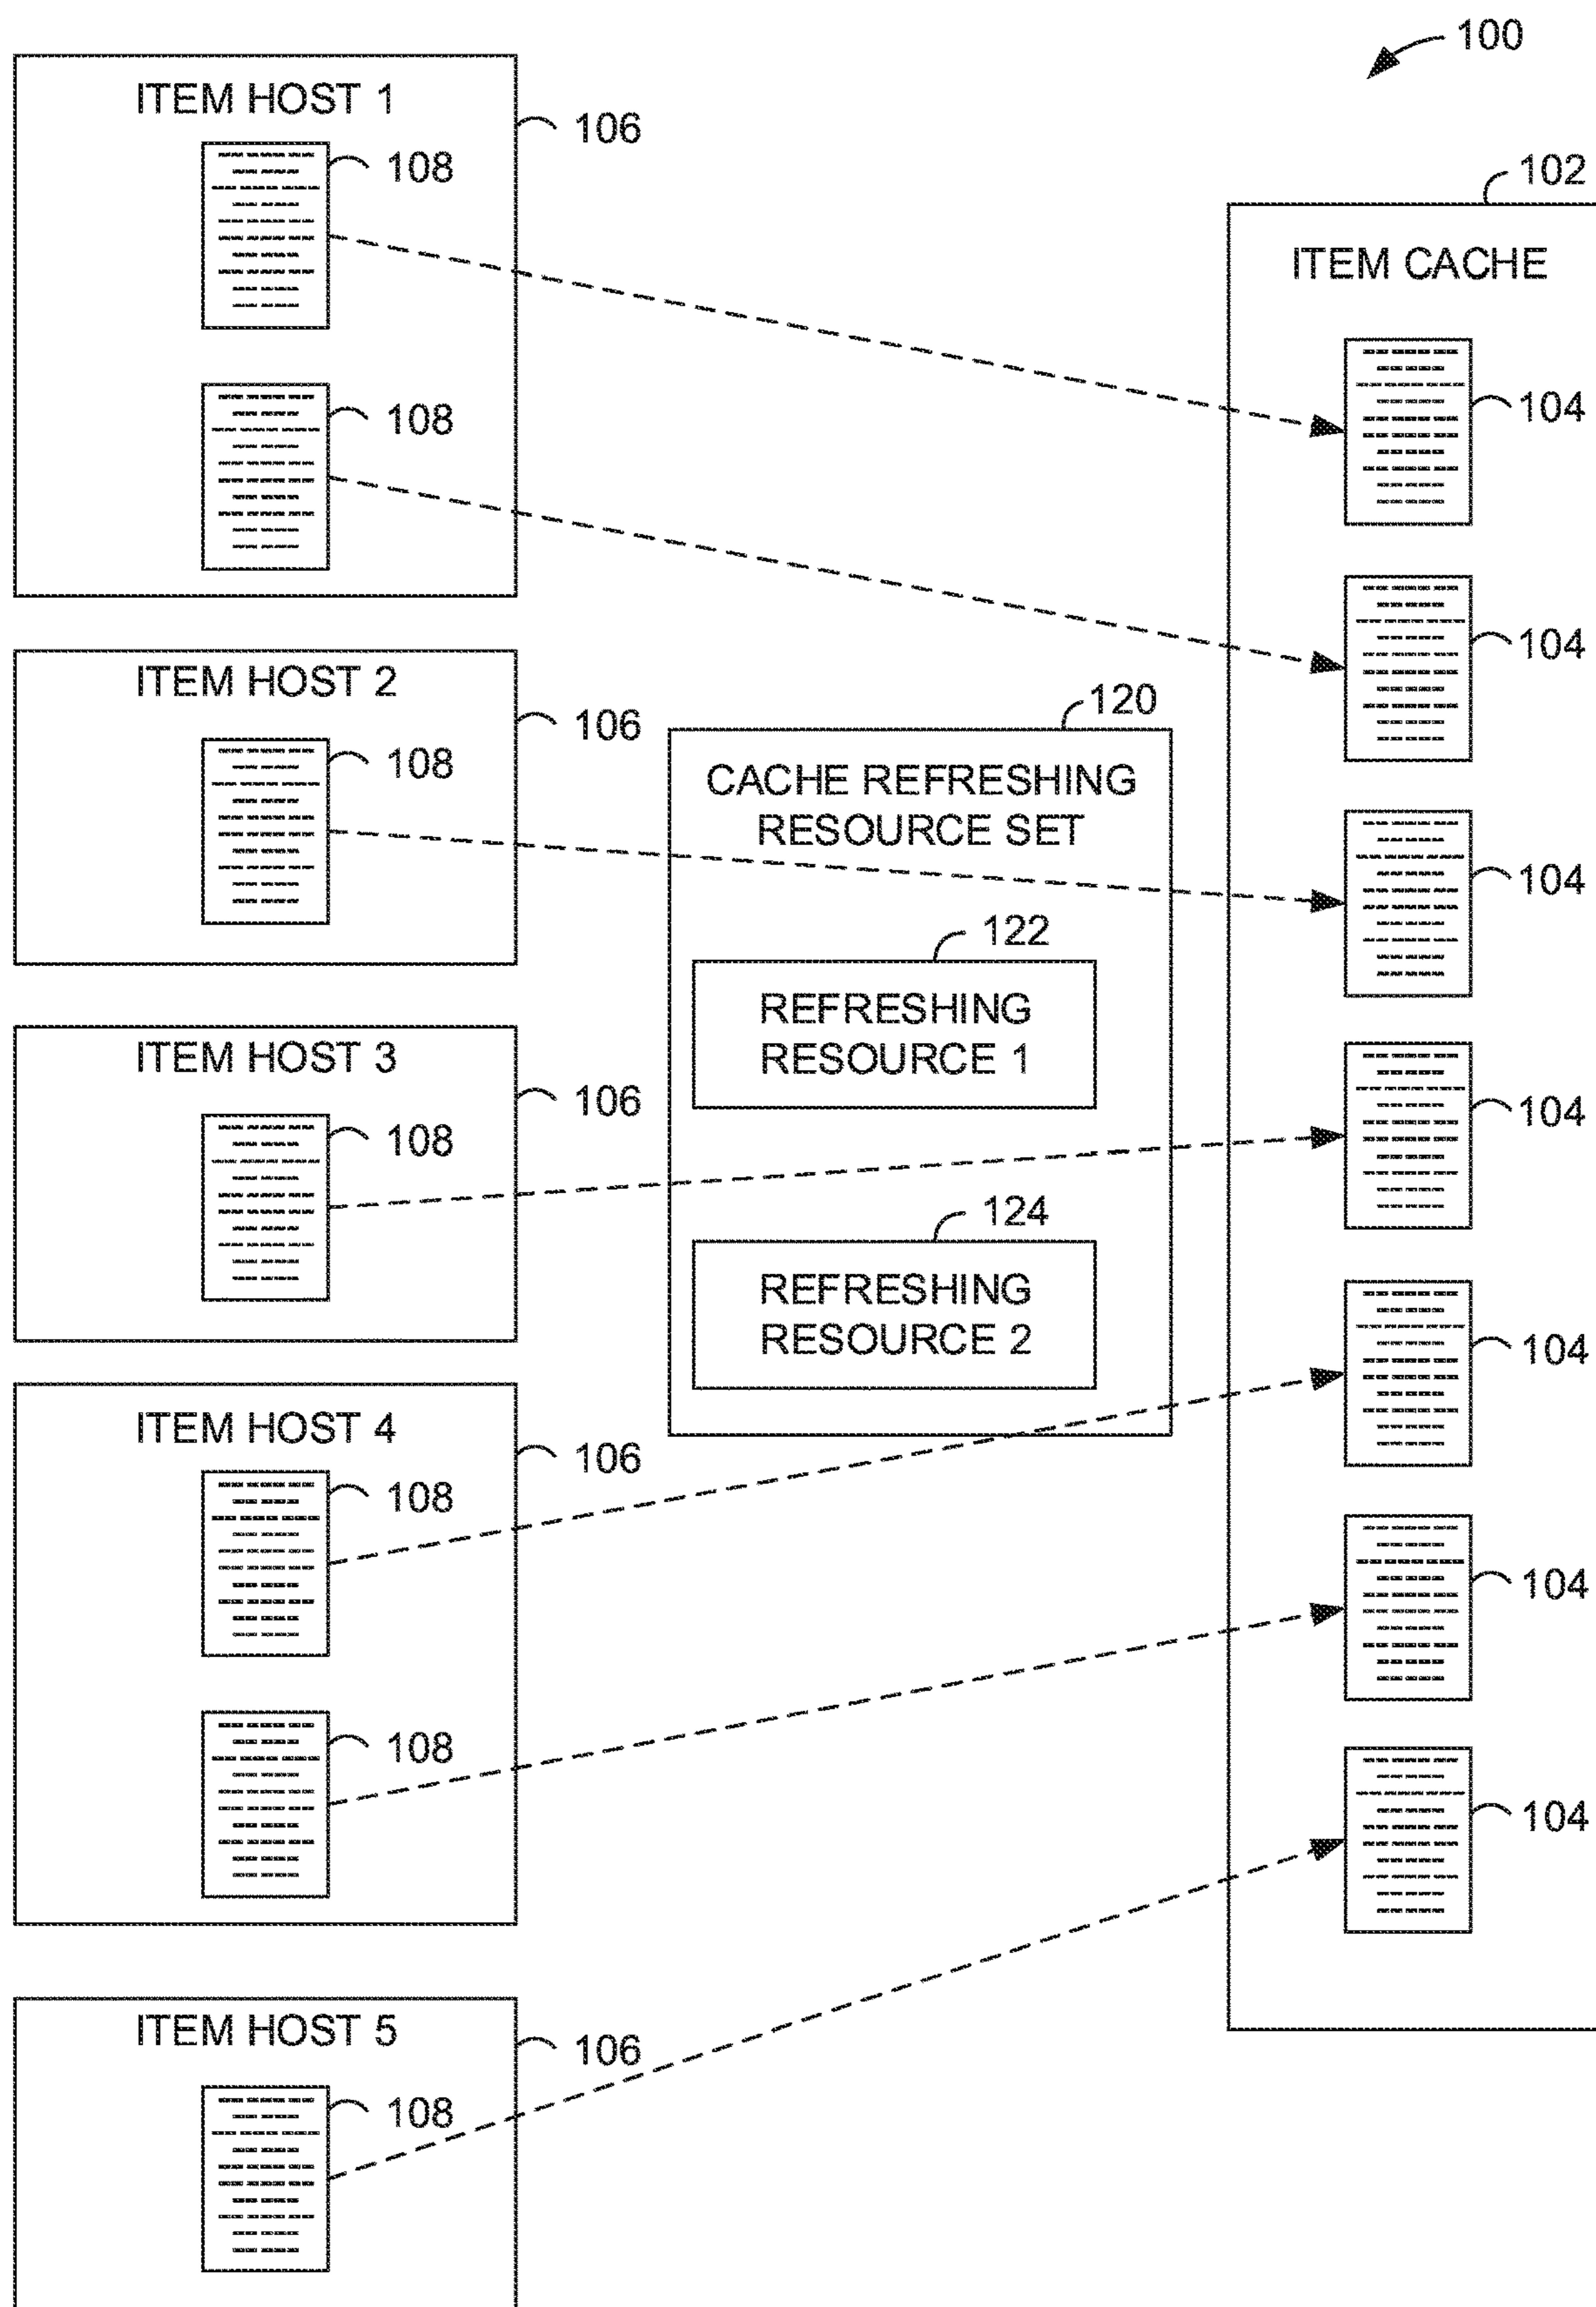 100
ITEM HOST 1
106
108
108
102
ITEM CACHE
104
104
104
104
104
104
104
ITEM HOST 2
106
108
120
CACHE REFRESHING
RESOURCE SET
122
REFRESHING
RESOURCE 1
124
REFRESHING
RESOURCE 2
ITEM HOST 3
106
108
ITEM HOST 4
106
108
108
ITEM HOST 5
106
108